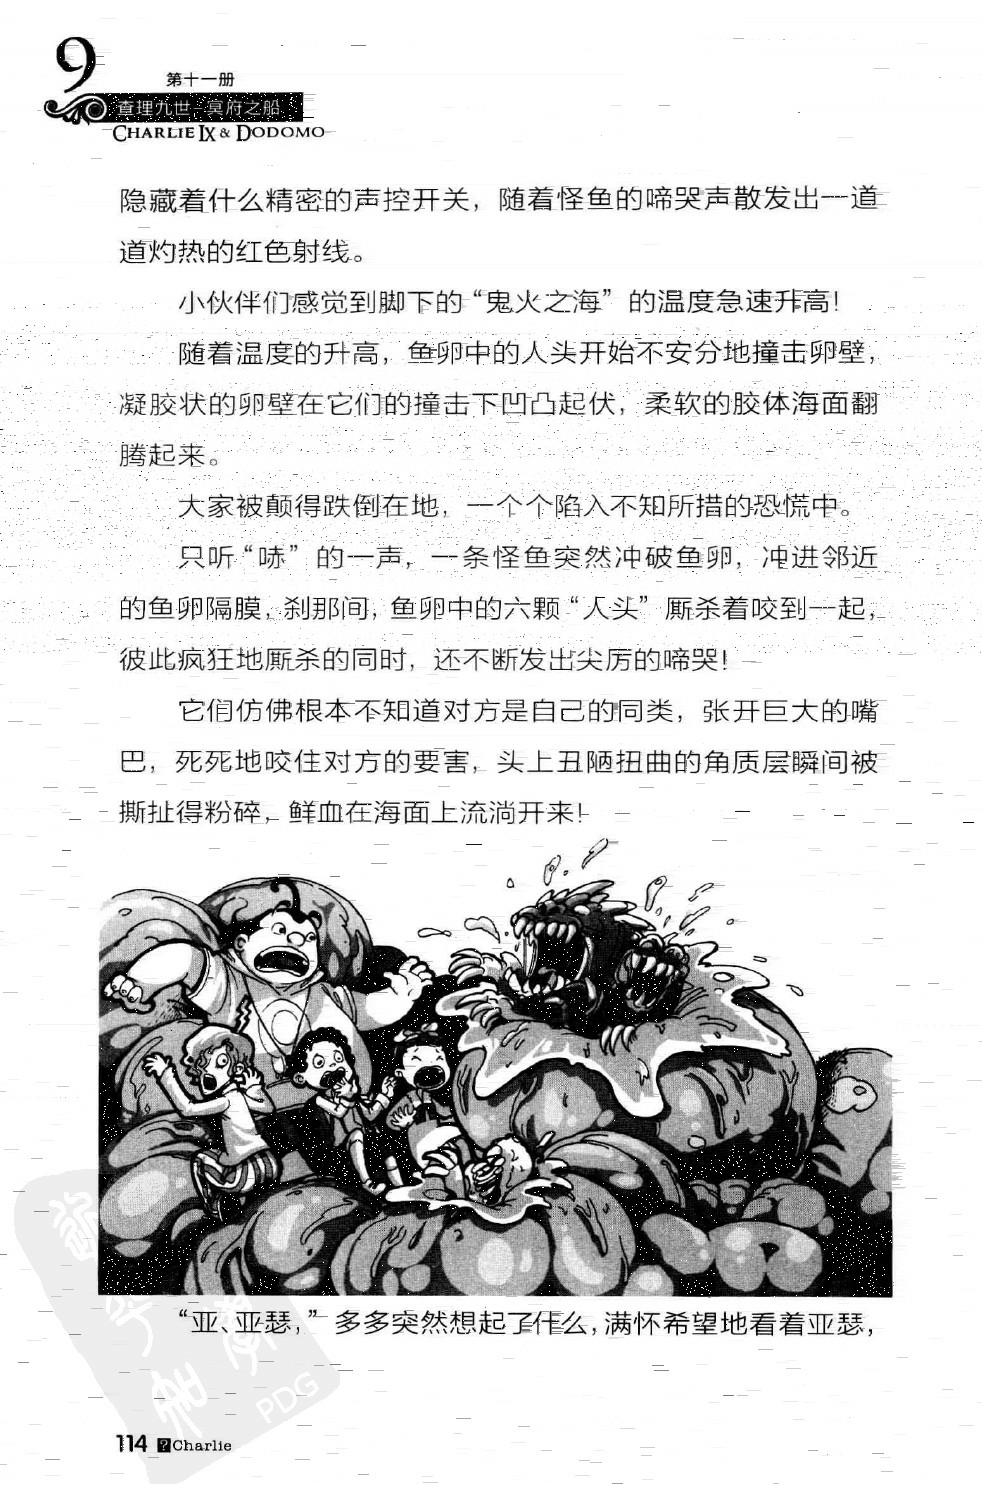 9
第十一册
查理九世·冥府之船
CHARLIE IX & DODOMO
隐藏着什么精密的声控开关，随着怪鱼的啼哭声散发出一道
道灼热的红色射线。
小伙伴们感觉到脚下的“鬼火之海”的温度急速升高！
随着温度的升高，鱼卵中的人头开始不安分地撞击卵壁，
凝胶状的卵壁在它们的撞击下凹凸起伏，柔软的胶体海面翻
腾起来。
大家被颠得跌倒在地，一个个陷入不知所措的恐慌中。
只听“哧”的一声，一条怪鱼突然冲破鱼卵，冲进邻近
的鱼卵隔膜，刹那间，鱼卵中的六颗“人头”厮杀着咬到一起，
彼此疯狂地厮杀的同时，还不断发出尖厉的啼哭！
它们仿佛根本不知道对方是自己的同类，张开巨大的嘴
巴，死死地咬住对方的要害，头上丑陋扭曲的角质层瞬间被
撕扯得粉碎，鲜血在海面上流淌开来！
“亚、亚瑟，”多多突然想起了什么，满怀希望地看着亚瑟，
PDG
114 ?Charlie